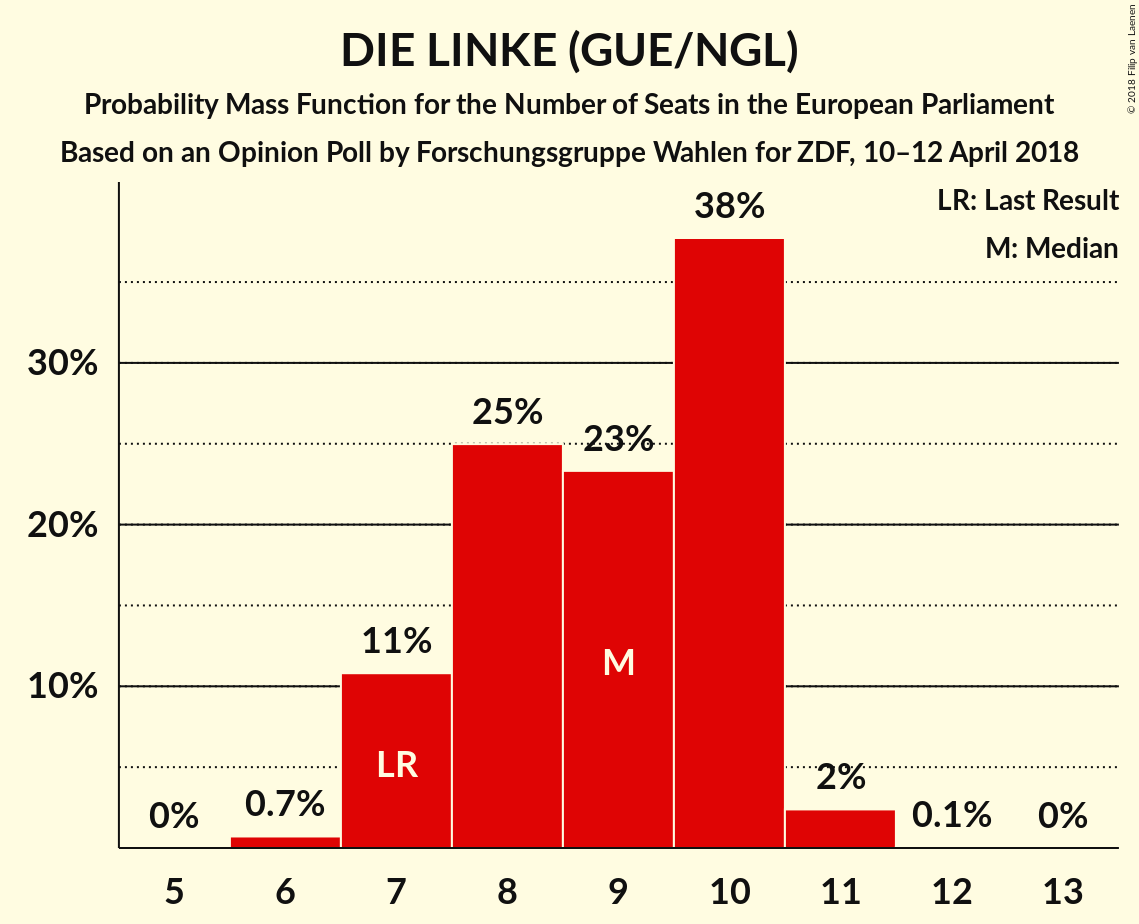 DIE LINKE (GUE/NGL)
Probability Mass Function for the Number of Seats in the European Parliament
Based on an Opinion Poll by Forschungsgruppe Wahlen for ZDF, 10–12 April 2018
© 2018 Filip van Laenen
LR: Last Result
M: Median
38%
30%
25%
23%
20%
11%
M
10%
LR
0%
0.7%
2%
0.1%
0%
5 6 7 8 9 10 11 12 13